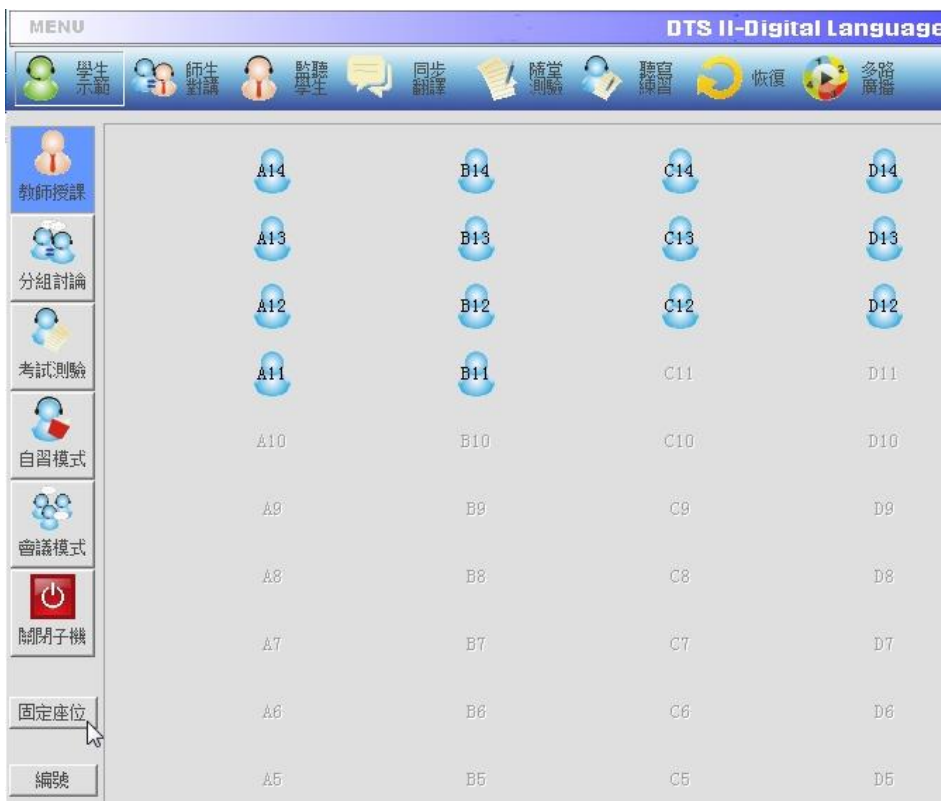 MENU
DTS II-Digital Language
學生示範
師生對講
監聽學生
同步翻譯
隨堂測驗
聽寫練習
恢復
多路廣播
教師授課
分組討論
考試測驗
自習模式
會議模式
關閉子機
固定座位
編號
A14 B14 C14 D14
A13 B13 C13 D13
A12 B12 C12 D12
A11 B11 C11 D11
A10 B10 C10 D10
A9 B9 C9 D9
A8 B8 C8 D8
A7 B7 C7 D7
A6 B6 C6 D6
A5 B5 C5 D5